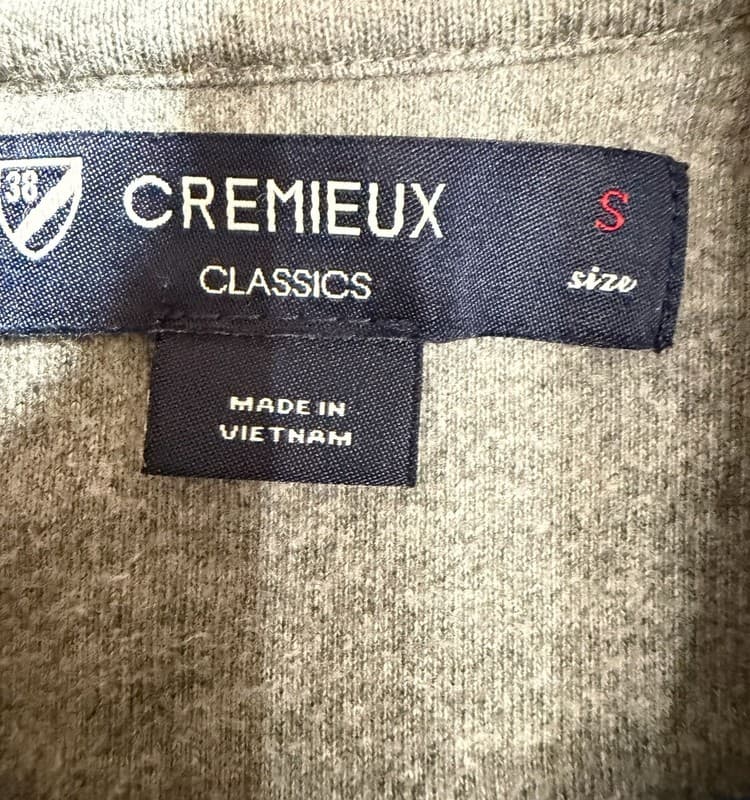 38
CREMIEUX
CLASSICS
S
size
MADE IN
VIETNAM